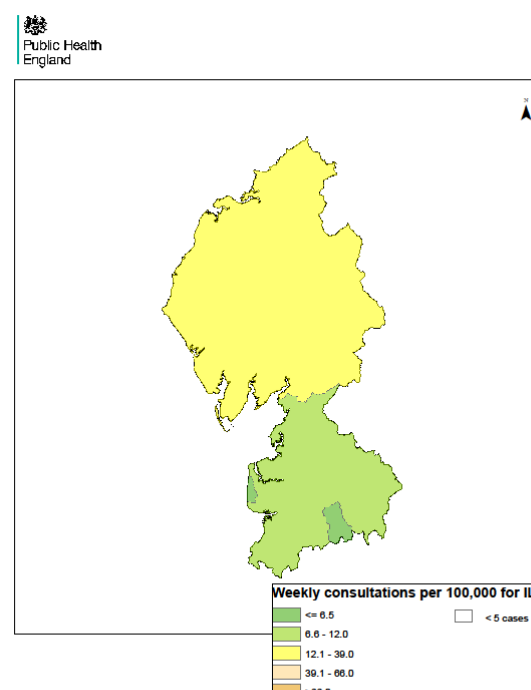 Public Health
England
N
Weekly consultations per 100,000 for IL
<= 6.5
< 5 cases
6.6 - 12.0
12.1 - 39.0
39.1 - 66.0